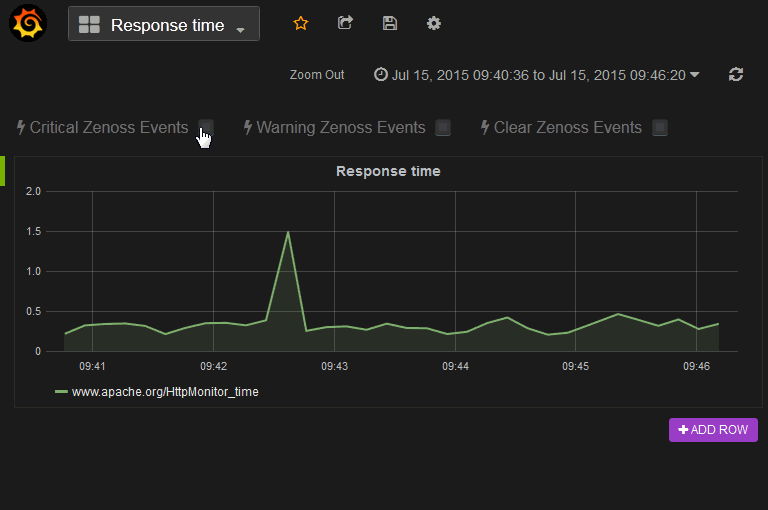 Response time
Zoom Out
Jul 15, 2015 09:40:36 to Jul 15, 2015 09:46:20
Critical Zenoss Events
Warning Zenoss Events
Clear Zenoss Events
Response time
2.0
1.5
1.0
0.5
0
09:41 09:42 09:43 09:44 09:45 09:46
www.apache.org/HttpMonitor_time
ADD ROW